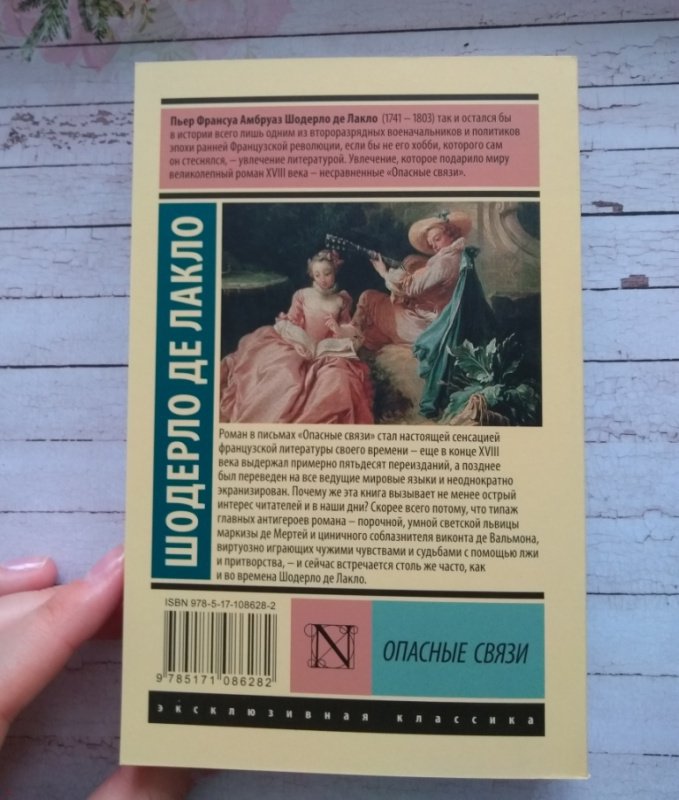 Пьер Франсуа Амбруаз Шодерло де Лакло (1741 – 1803) так и остался бы
в истории всего лишь одним из второразрядных военачальников и политиков
эпохи ранней Французской революции, если бы не его хобби, которого сам
он стеснялся, – увлечение литературой. Увлечение, которое подарило миру
великолепный роман XVIII века – несравненные «Опасные связи».
ШОДЕРЛО ДЕ ЛАКЛО
Роман в письмах «Опасные связи» стал настоящей сенсацией
французской литературы своего времени – еще в конце XVIII
века выдержал примерно пятьдесят переизданий, а позднее
был переведен на все ведущие мировые языки и неоднократно
экранизирован. Почему же эта книга вызывает не менее острый
интерес читателей и в наши дни? Скорее всего потому, что типаж
главных антигероев романа – порочной, умной светской львицы
маркизы де Мертей и циничного соблазнителя виконта де Вальмона,
виртуозно играющих чужими чувствами и судьбами с помощью лжи
и притворства, – и сейчас встречается столь же часто, как
и во времена Шодерло де Лакло.
ISBN 978-5-17-108628-2
9 785171 086282
N
ОПАСНЫЕ СВЯЗИ
эксклюзивная классика